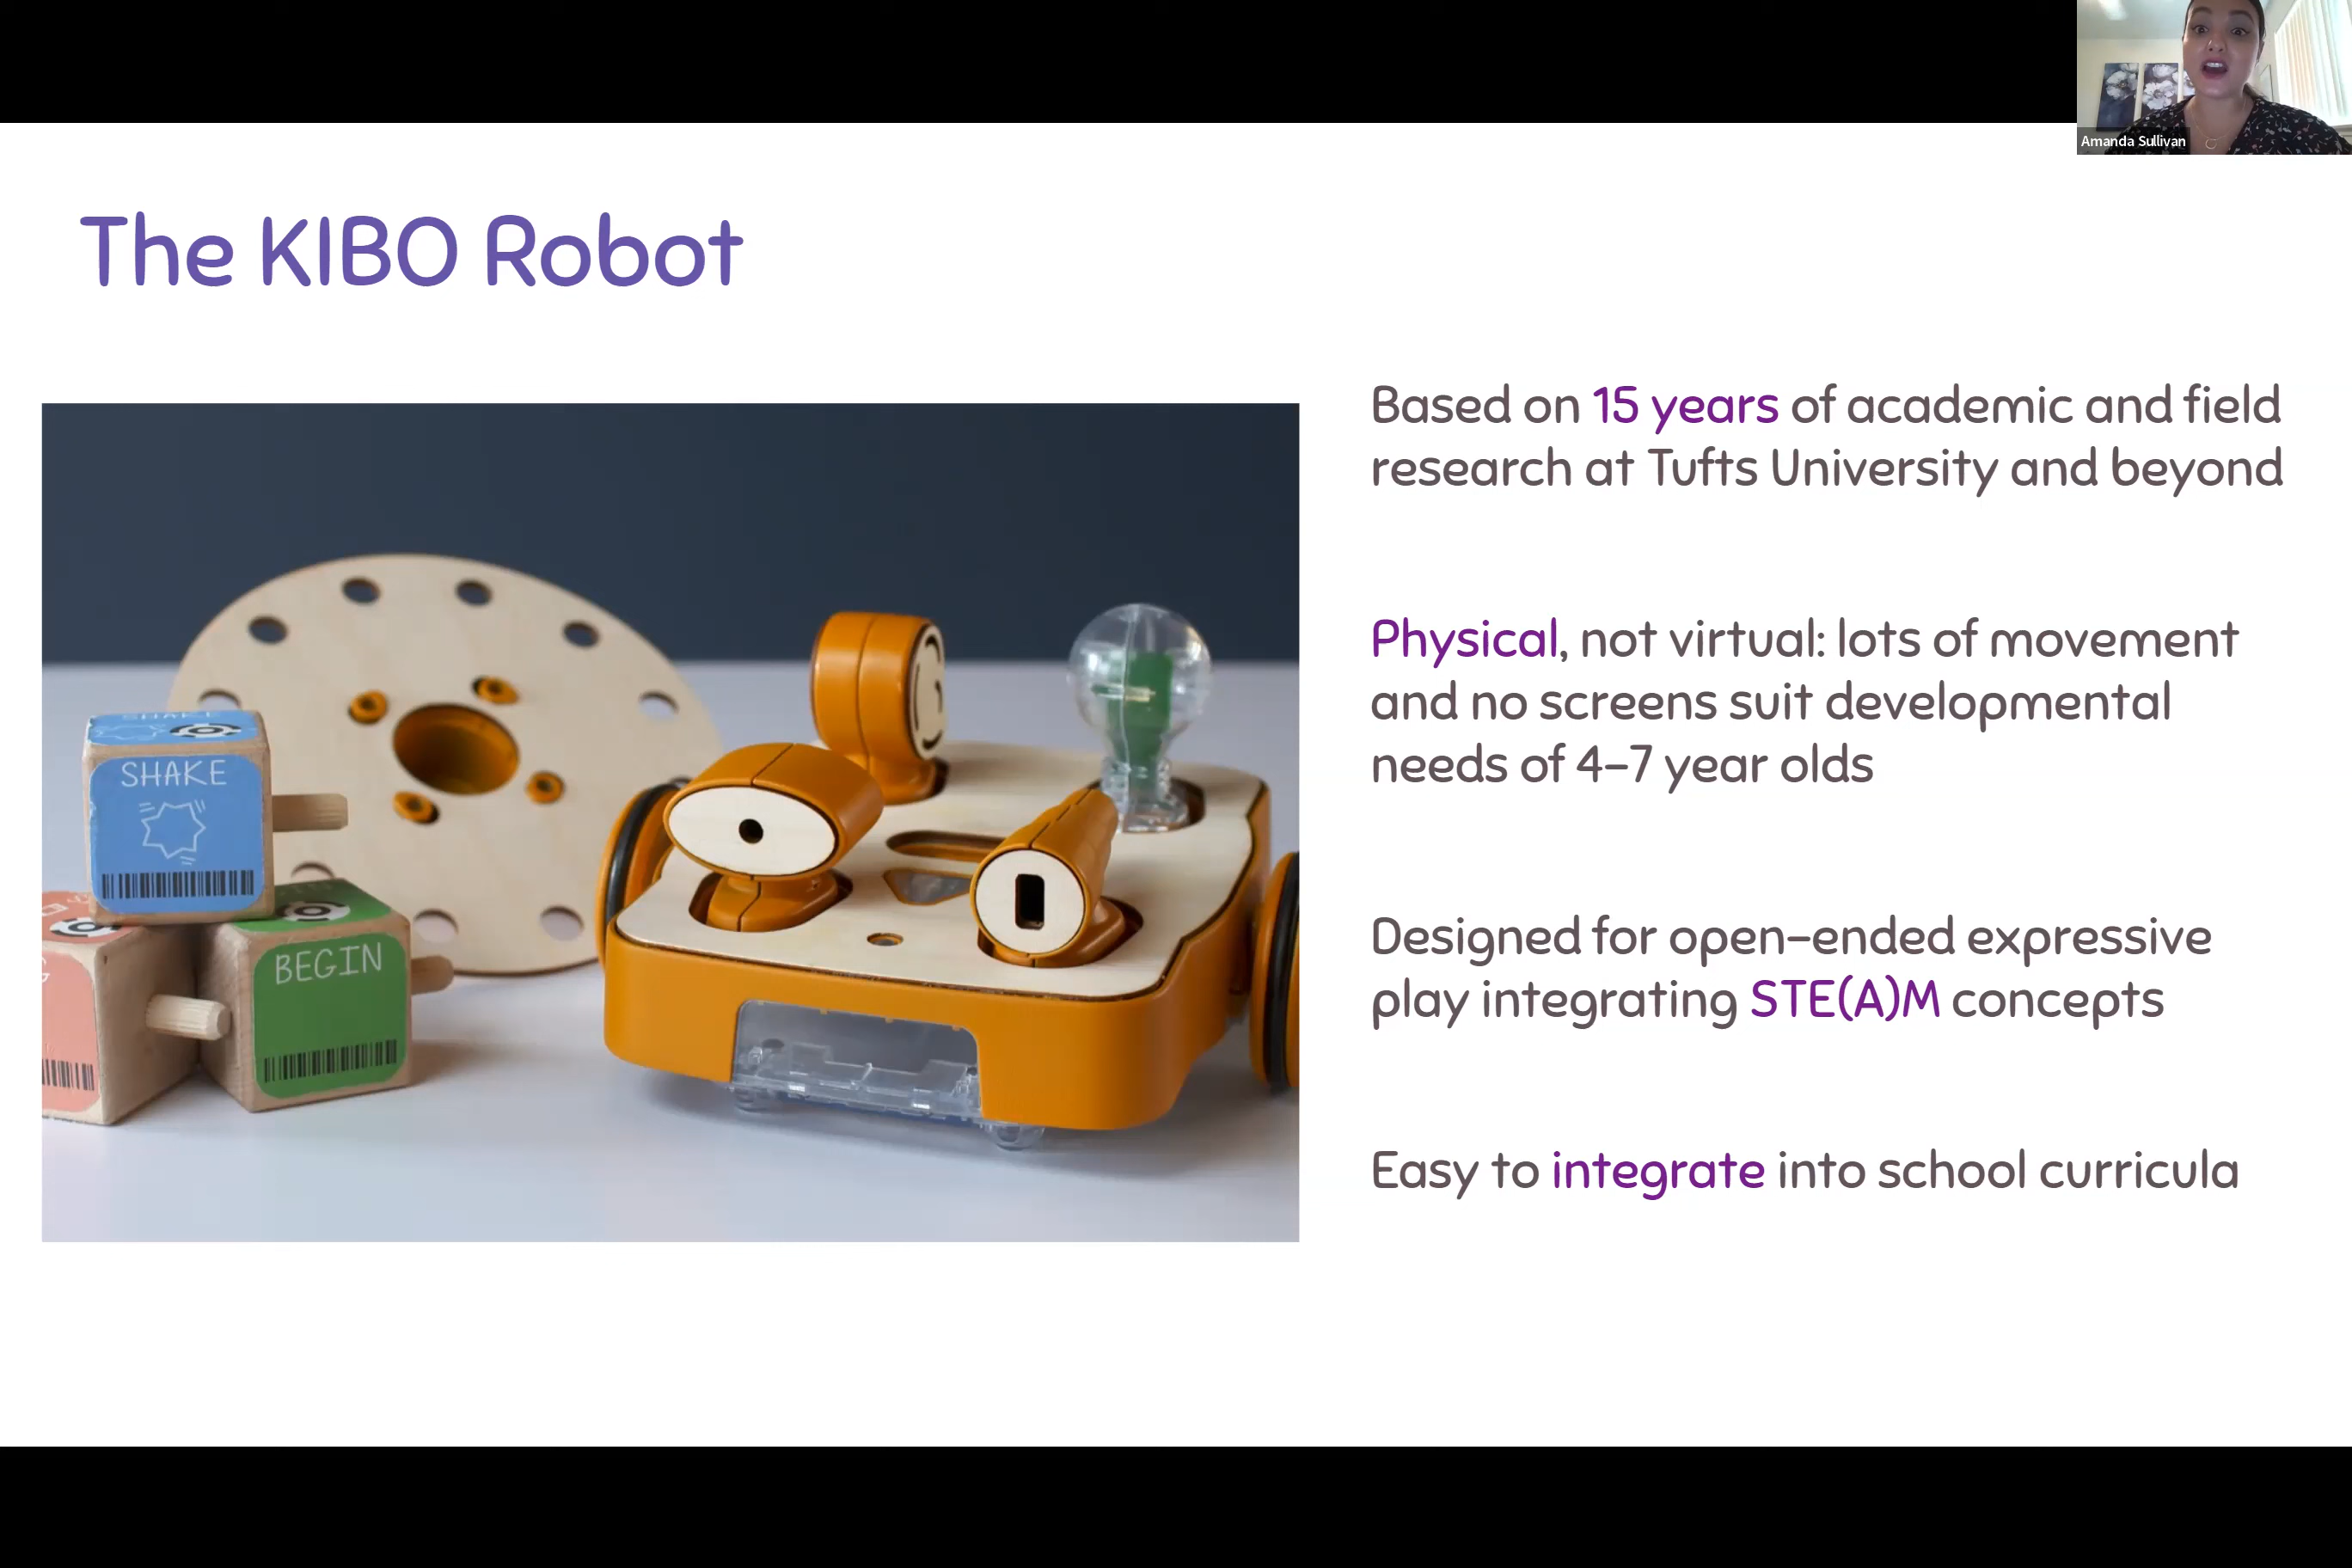 Amanda Sullivan
The KIBO Robot
Based on 15 years of academic and field
research at Tufts University and beyond
Physical, not virtual: lots of movement
and no screens suit developmental
needs of 4–7 year olds
Designed for open-ended expressive
play integrating STE(A)M concepts
Easy to integrate into school curricula
SHAKE
SHAKE
BEGIN